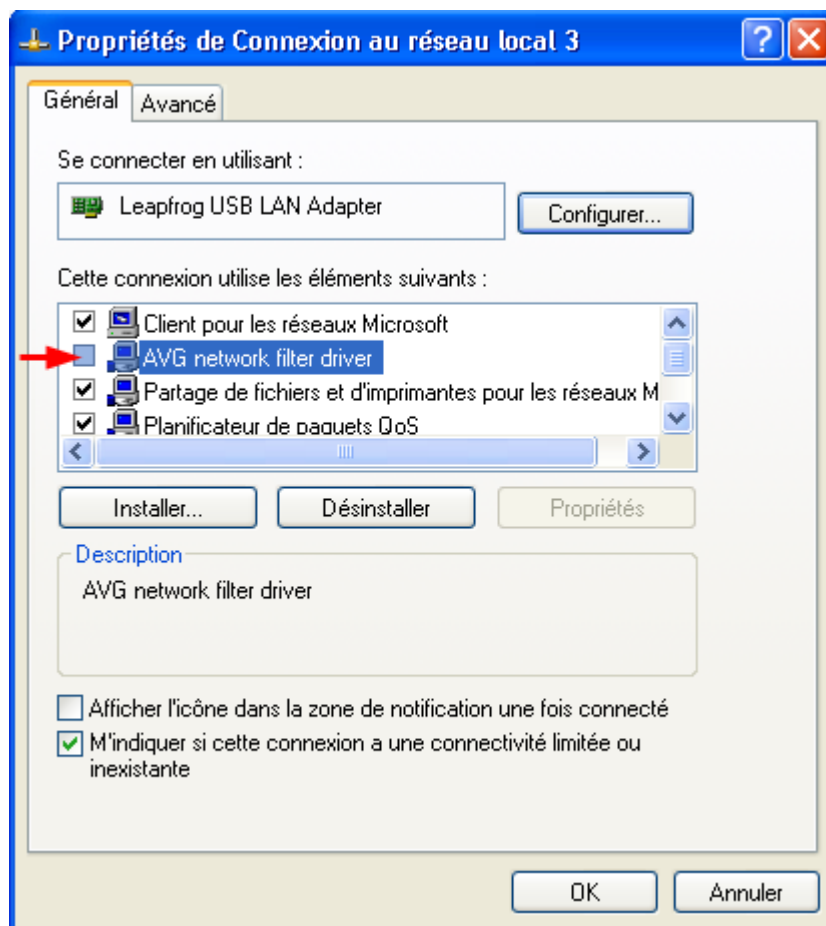 Propriétés de Connexion au réseau local 3
Général
Avancé
Se connecter en utilisant :
Leapfrog USB LAN Adapter
Configurer...
Cette connexion utilise les éléments suivants :
Client pour les réseaux Microsoft
AVG network filter driver
Partage de fichiers et d'imprimantes pour les réseaux M
Planificateur de paquets QoS
Installer...
Désinstaller
Propriétés
Description
AVG network filter driver
Afficher l'icône dans la zone de notification une fois connecté
M'indiquer si cette connexion a une connectivité limitée ou
inexistante
OK
Annuler